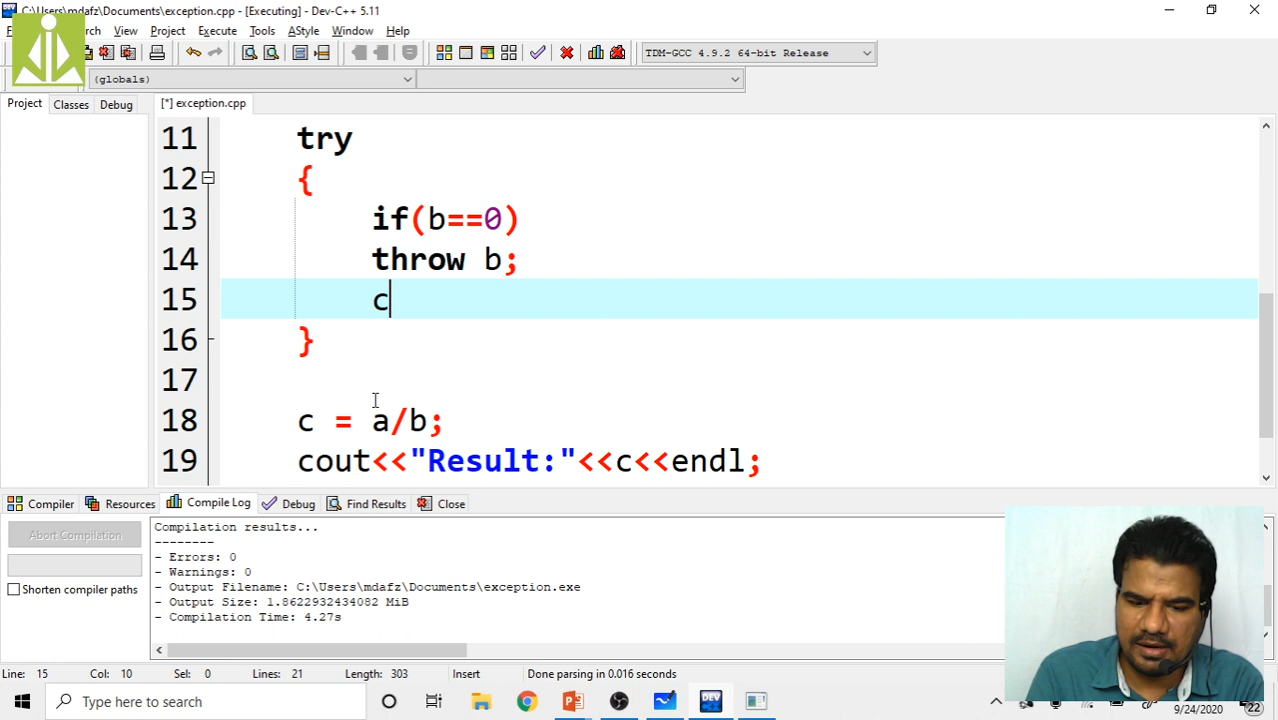 C:\Users\mdafz\Documents\exception.cpp - [Executing] - Dev-C++ 5.11
View Project Execute Tools AStyle Window Help
TDM-GCC 4.9.2 64-bit Release
(globals)
Project Classes Debug [*] exception.cpp
11 try
12 {
13 if(b==0)
14 throw b;
15 c
16 }
17
18 c = a/b;
19 cout<<"Result:"<<c<<endl;
Compiler Resources Compile Log Debug Find Results Close
Abort Compilation
Shorten compiler paths
Compilation results...
--------
- Errors: 0
- Warnings: 0
- Output Filename: C:\Users\mdafz\Documents\exception.exe
- Output Size: 1.8622932434082 MiB
- Compilation Time: 4.27s
Line: 15 Col: 10 Sel: 0 Lines: 21 Length: 303 Insert Done parsing in 0.016 seconds
Type here to search
DEV
9/24/2020
22